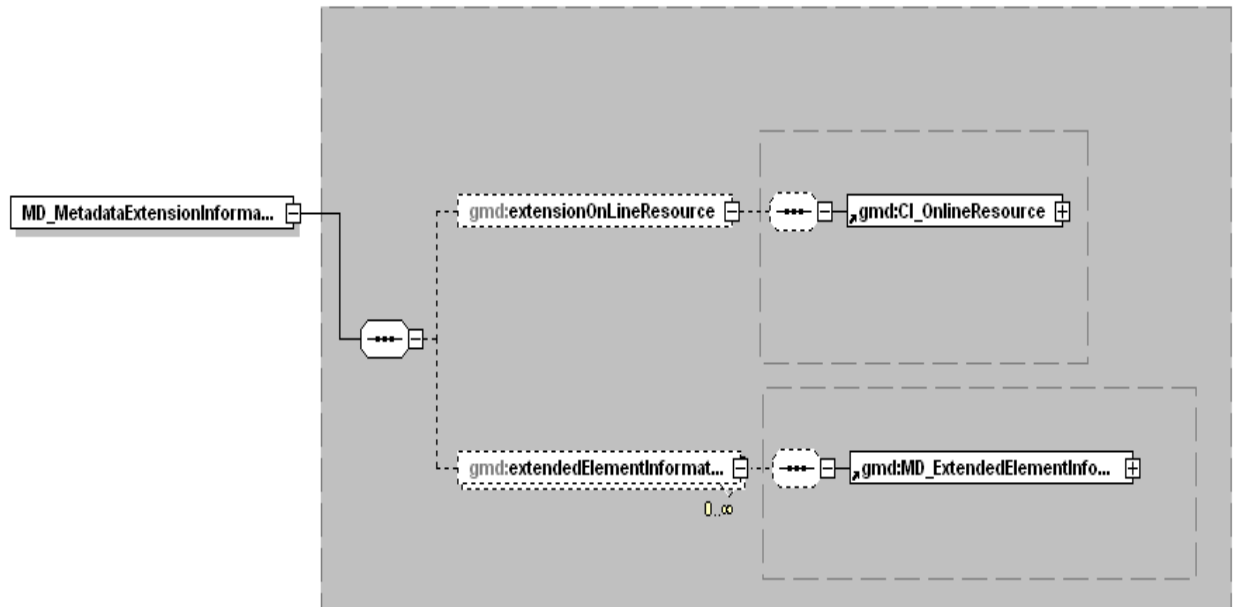 MD_MetadataExtensionInforma...
gmd:extensionOnLineResource
gmd:CI_OnlineResource
gmd:extendedElementInformat...
0..∞
gmd:MD_ExtendedElementInfo...